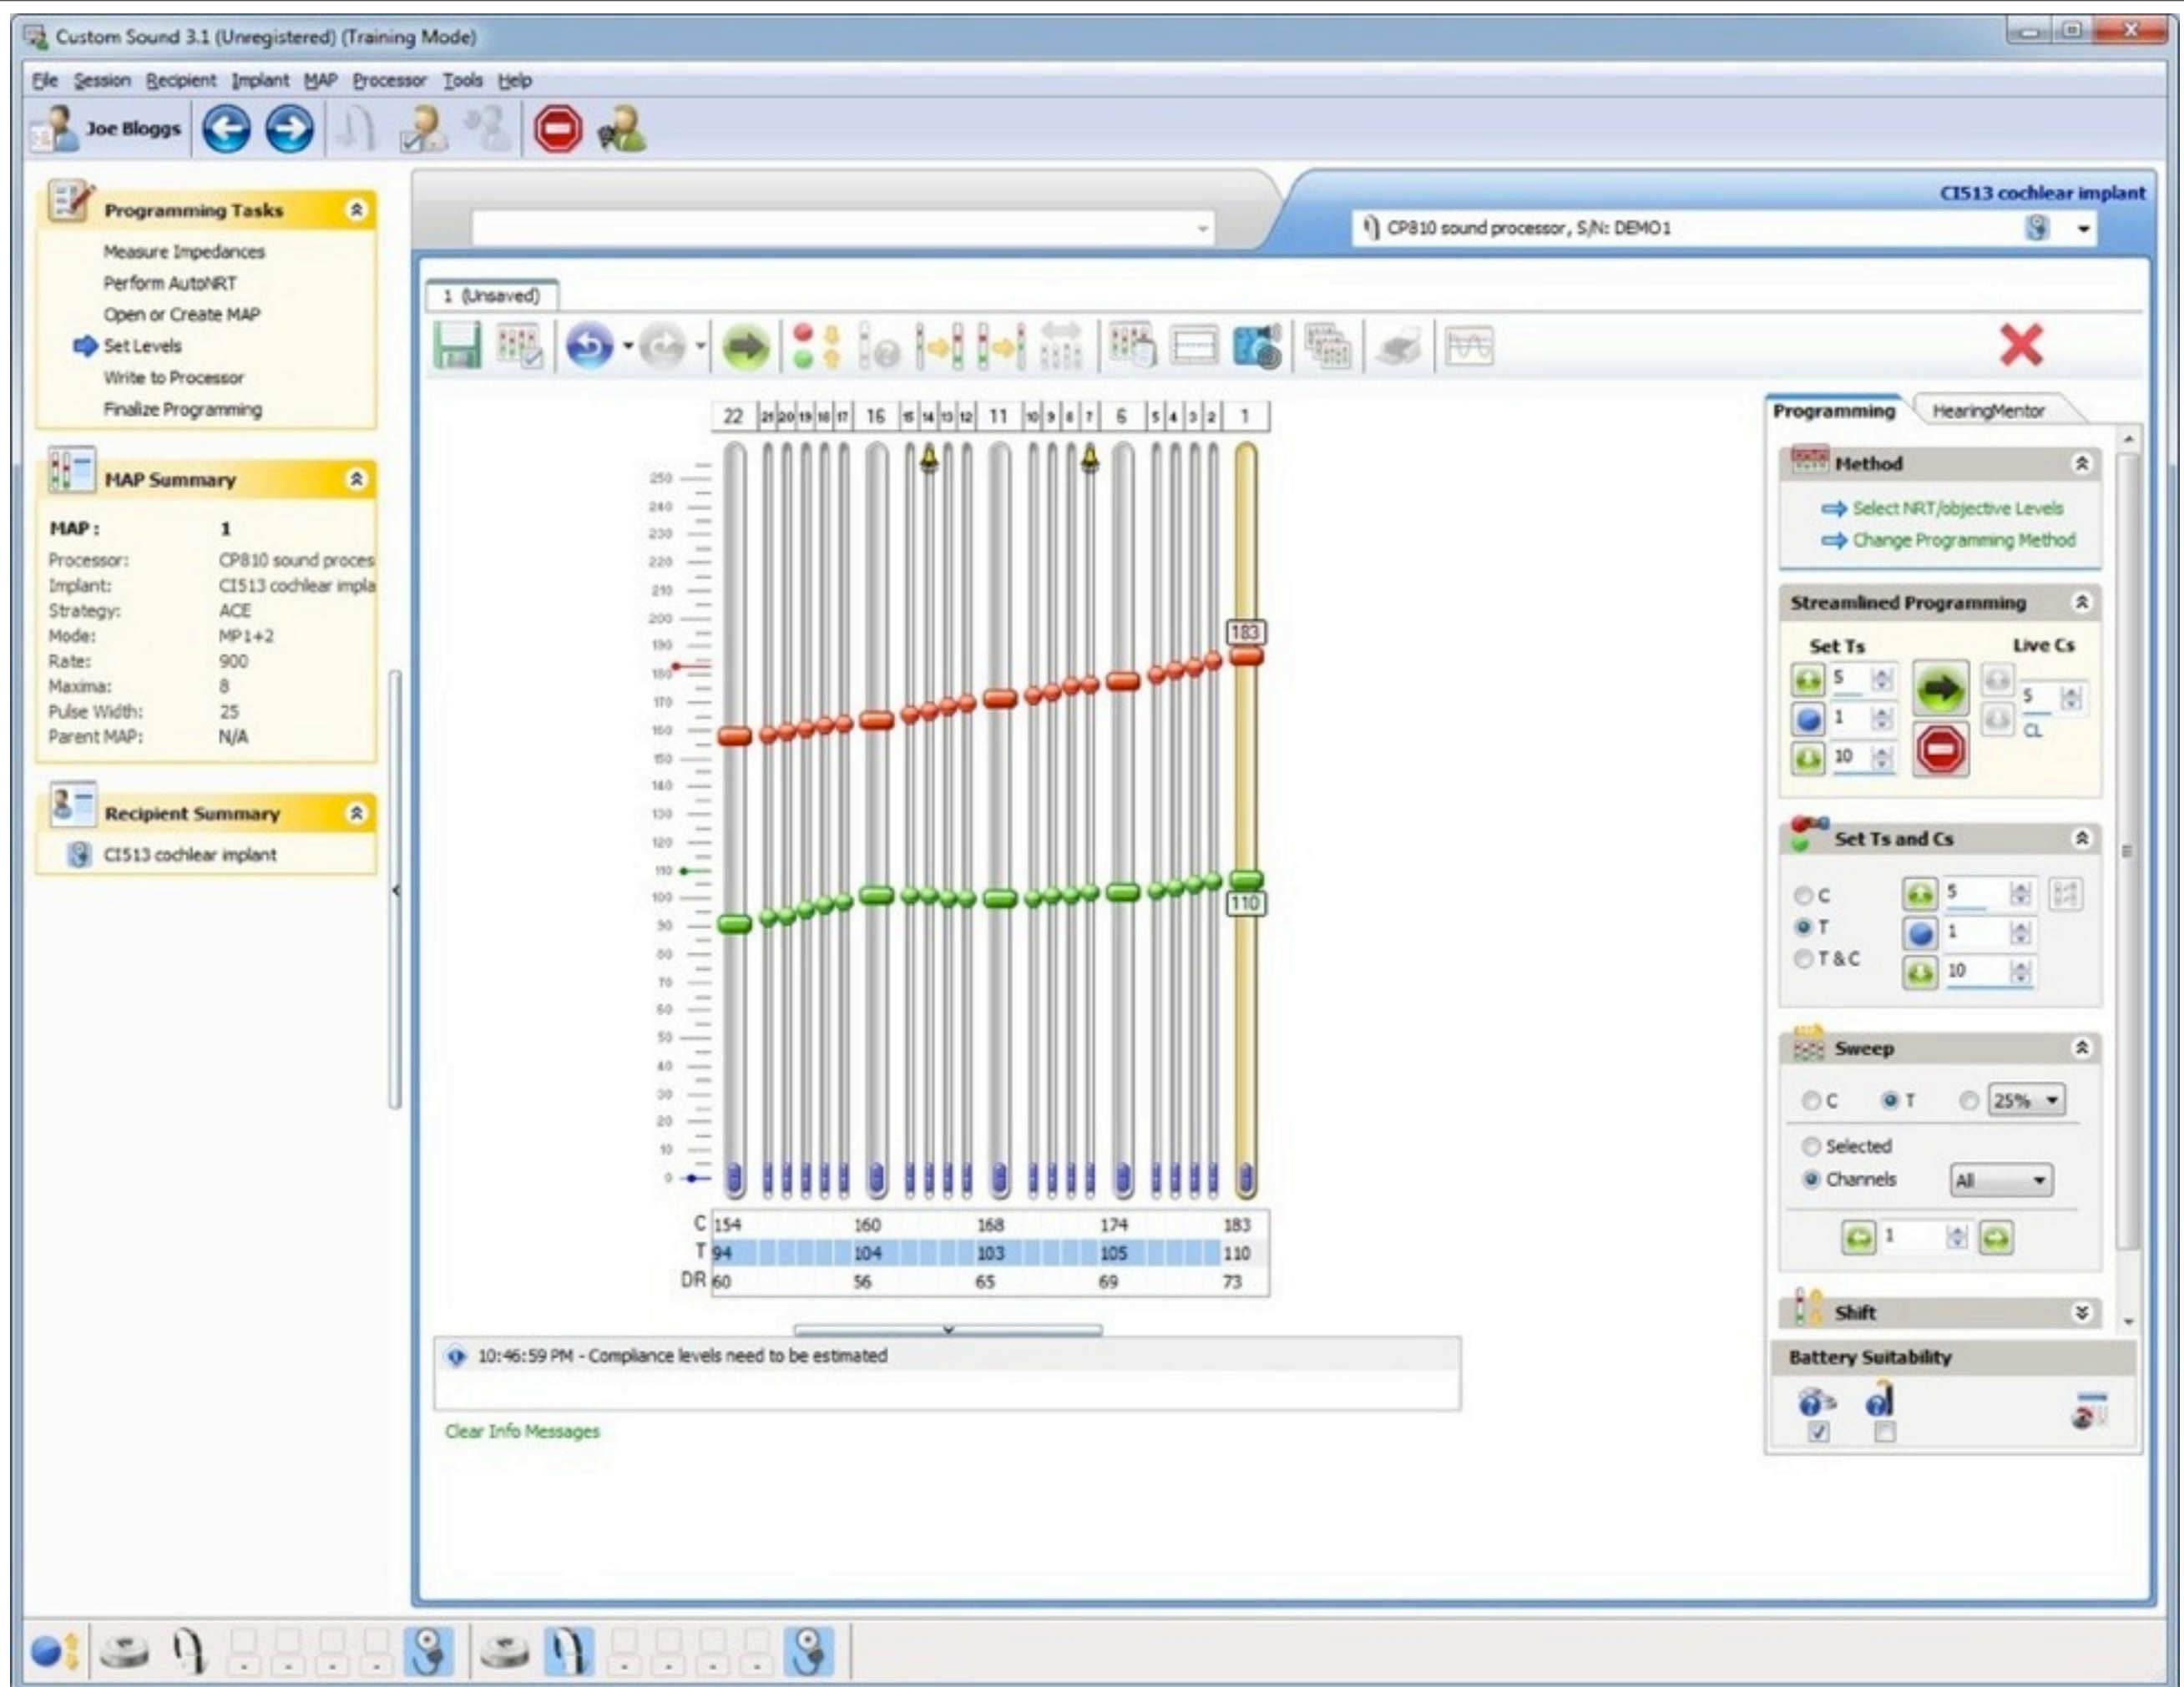 Custom Sound 3.1 (Unregistered) (Training Mode)
File Session Recipient Implant MAP Processor Tools Help
Joe Bloggs
CI513 cochlear implant
CP810 sound processor, S/N: DEMO1
Programming Tasks
Measure Impedances
Perform AutoNRT
Open or Create MAP
Set Levels
Write to Processor
Finalize Programming
MAP Summary
MAP : 1
Processor: CP810 sound proces
Implant: CI513 cochlear impla
Strategy: ACE
Mode: MP1+2
Rate: 900
Maxima: 8
Pulse Width: 25
Parent MAP: N/A
Recipient Summary
CI513 cochlear implant
1 (Unsaved)
22 21 20 19 18 17 16 15 14 13 12 11 10 9 8 7 6 5 4 3 2 1
250
240
230
220
210
200
190
180
170
160
150
140
130
120
110
100
90
80
70
60
50
40
30
20
10
0
183
110
C 154 160 168 174 183
T 94 104 103 105 110
DR 60 56 65 69 73
10:46:59 PM - Compliance levels need to be estimated
Clear Info Messages
Programming HearingMentor
Method
Select NRT/objective Levels
Change Programming Method
Streamlined Programming
Set Ts Live Cs
5
1 5
10 CL
Set Ts and Cs
C 5
T 1
T & C 10
Sweep
C T 25%
Selected
Channels All
1
Shift
Battery Suitability